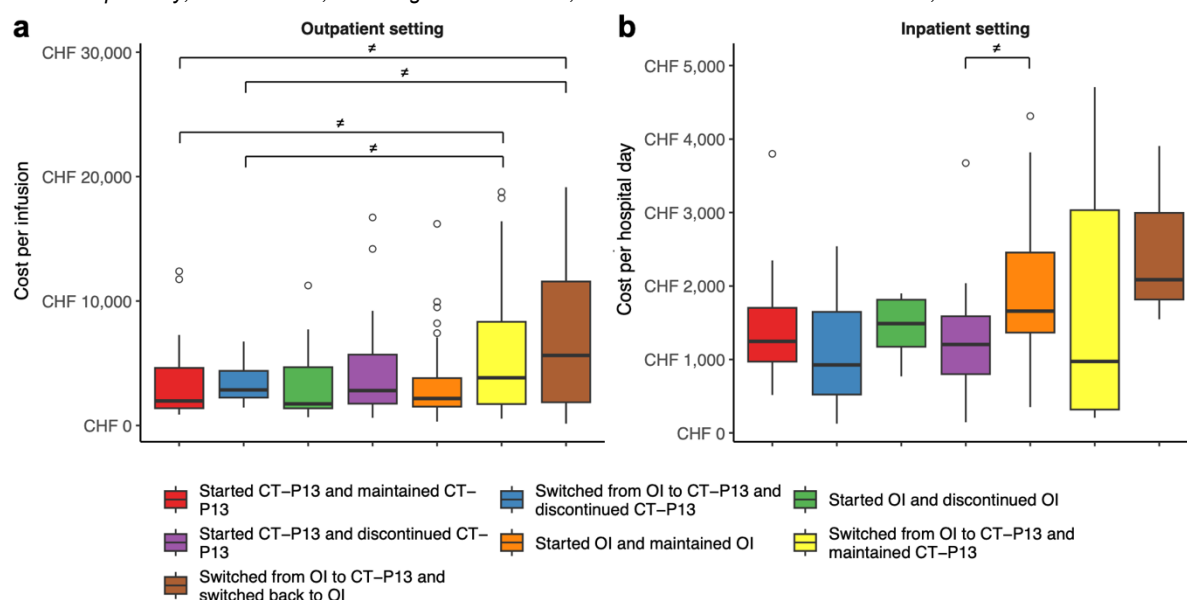 a
Outpatient setting
CHF 30,000
≠
≠
≠
≠
CHF 20,000
CHF 10,000
CHF 0
Cost per infusion
b
Inpatient setting
≠
CHF 5,000
CHF 4,000
CHF 3,000
CHF 2,000
CHF 1,000
CHF 0
Cost per hospital day
Started CT–P13 and maintained CT–
P13
Switched from OI to CT–P13 and
discontinued CT–P13
Started OI and discontinued OI
Started CT–P13 and discontinued CT–
P13
Started OI and maintained OI
Switched from OI to CT–P13 and
maintained CT–P13
Switched from OI to CT–P13 and
switched back to OI